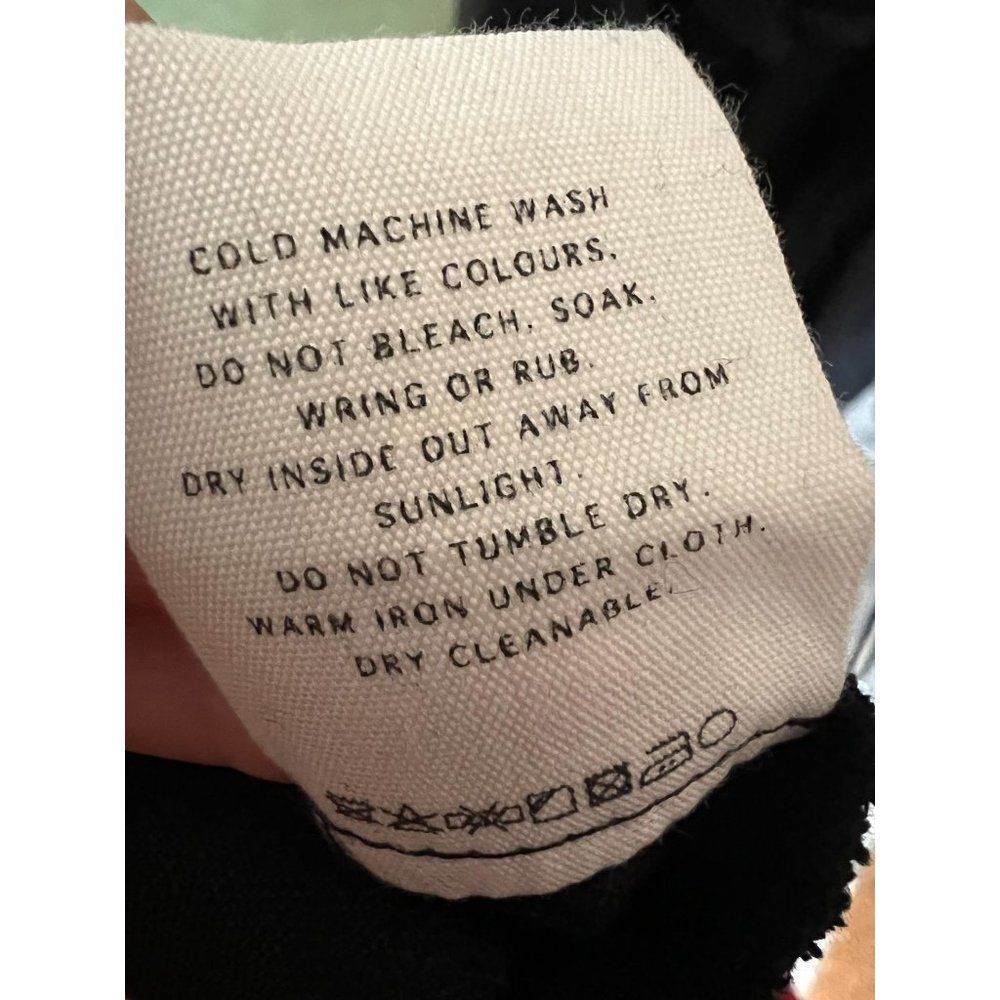 COLD MACHINE WASH
WITH LIKE COLOURS.
DO NOT BLEACH. SOAK.
WRING OR RUB.
DRY INSIDE OUT AWAY FROM
SUNLIGHT.
DO NOT TUMBLE DRY.
WARM IRON UNDER CLOTH.
DRY CLEANABLE.